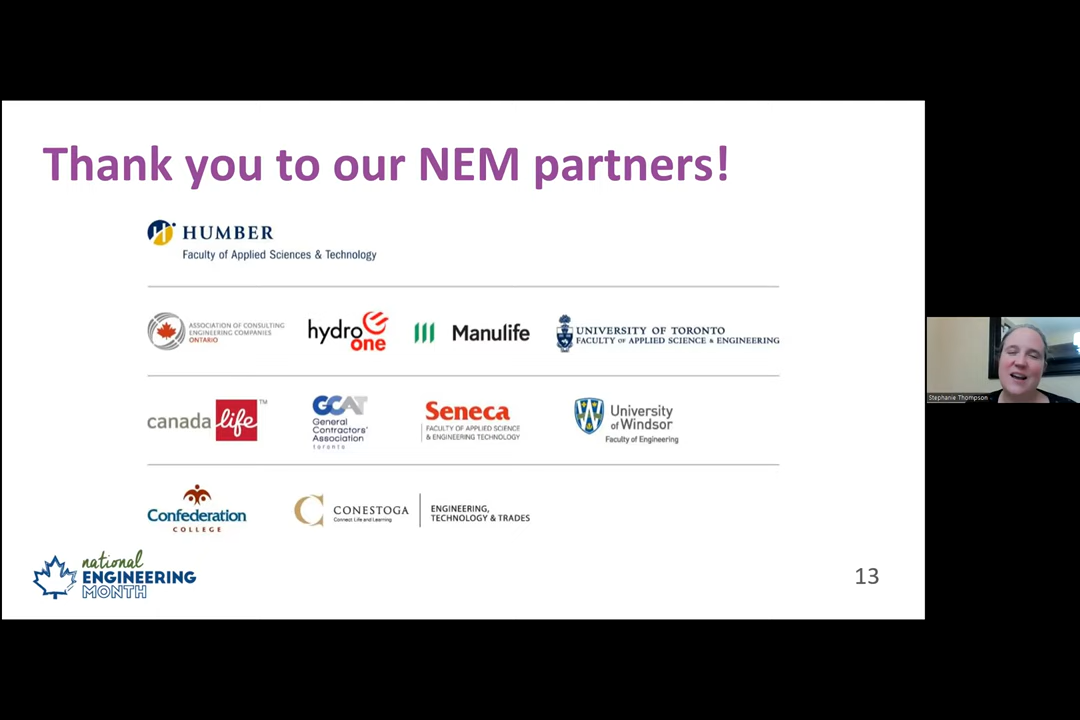 Thank you to our NEM partners!
HUMBER
Faculty of Applied Sciences & Technology
ASSOCIATION OF CONSULTING
ENGINEERING COMPANIES
ONTARIO
hydro
one
Manulife
UNIVERSITY OF TORONTO
FACULTY OF APPLIED SCIENCE & ENGINEERING
canada life™
GCAT
General
Contractors'
Association
toronto
Seneca
FACULTY OF APPLIED SCIENCE
& ENGINEERING TECHNOLOGY
University
of Windsor
Faculty of Engineering
Confederation
COLLEGE
CONESTOGA
Connect Life and Learning
ENGINEERING,
TECHNOLOGY & TRADES
national
ENGINEERING
MONTH
13
Stephanie Thompson